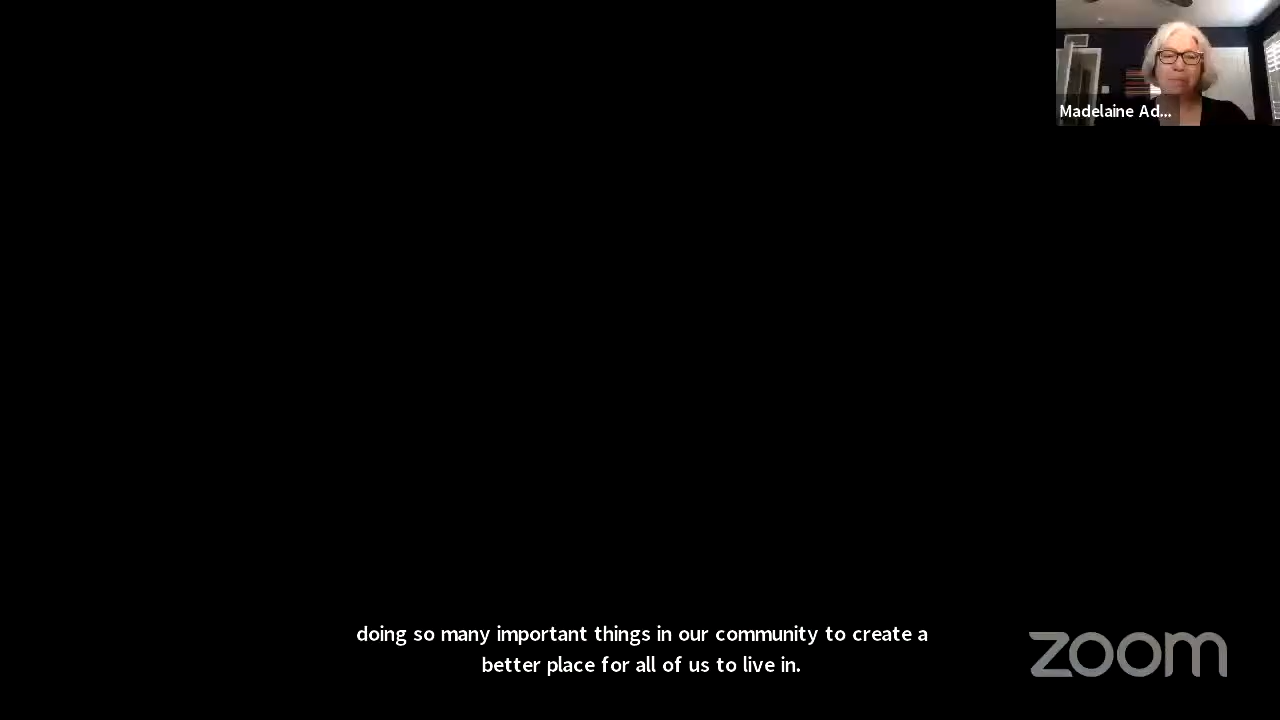 Madelaine Ad...
doing so many important things in our community to create a
better place for all of us to live in.
zoom